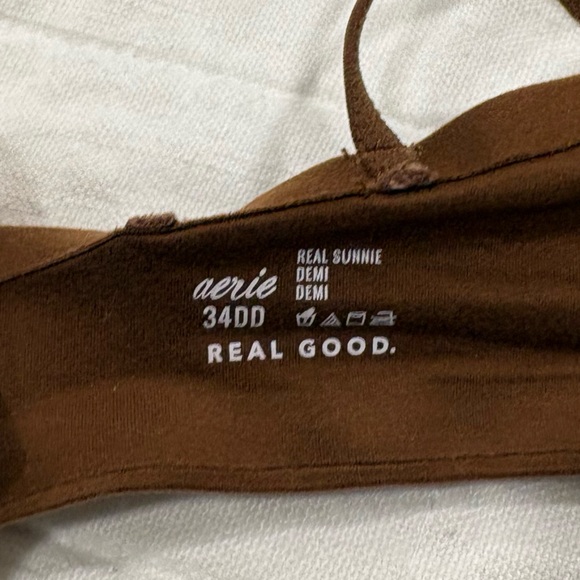 aerie
34DD
REAL SUNNIE
DEMI
DEMI
REAL GOOD.